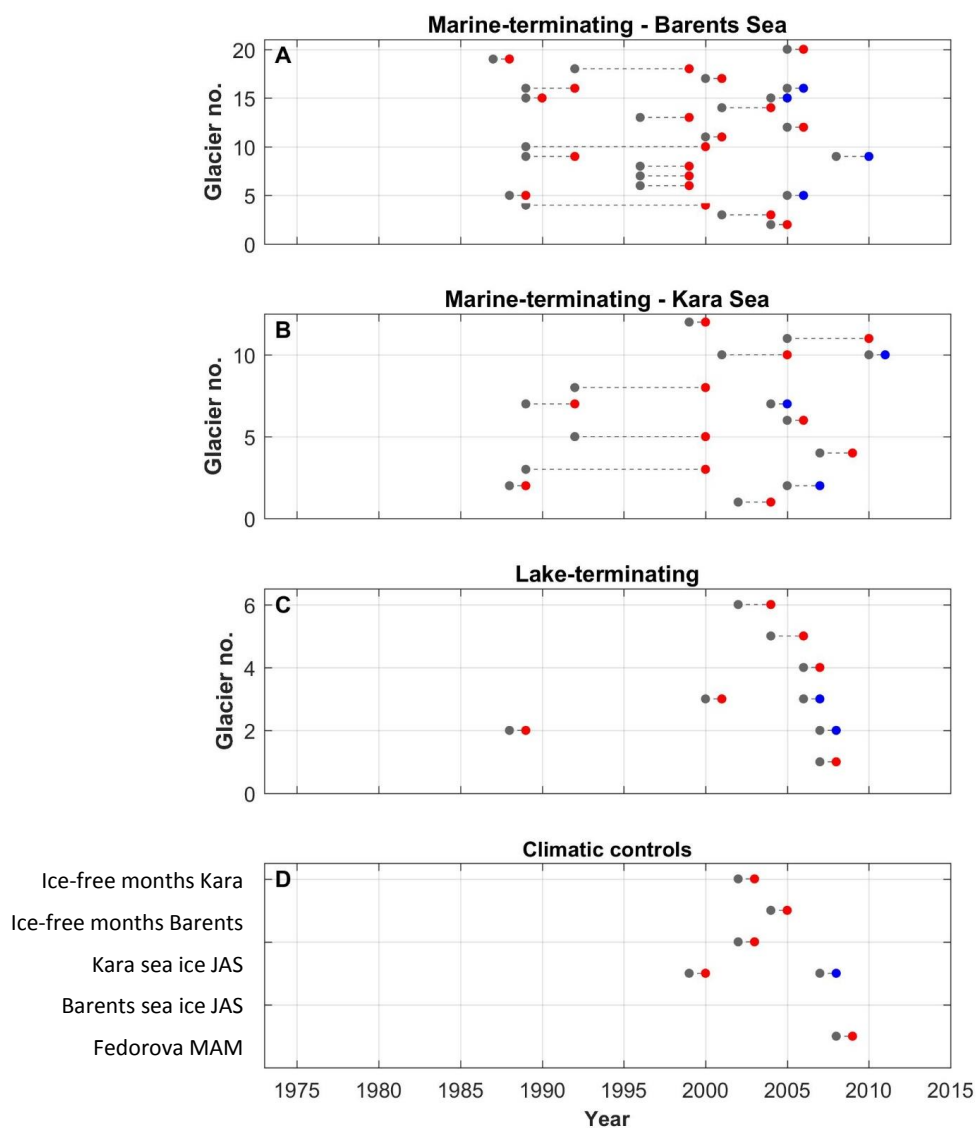 Marine-terminating - Barents Sea
A
20
15
10
5
0
Glacier no.
Marine-terminating - Kara Sea
B
10
5
0
Glacier no.
Lake-terminating
C
6
4
2
0
Glacier no.
Climatic controls
D
Ice-free months Kara
Ice-free months Barents
Kara sea ice JAS
Barents sea ice JAS
Fedorova MAM
1975 1980 1985 1990 1995 2000 2005 2010 2015
Year